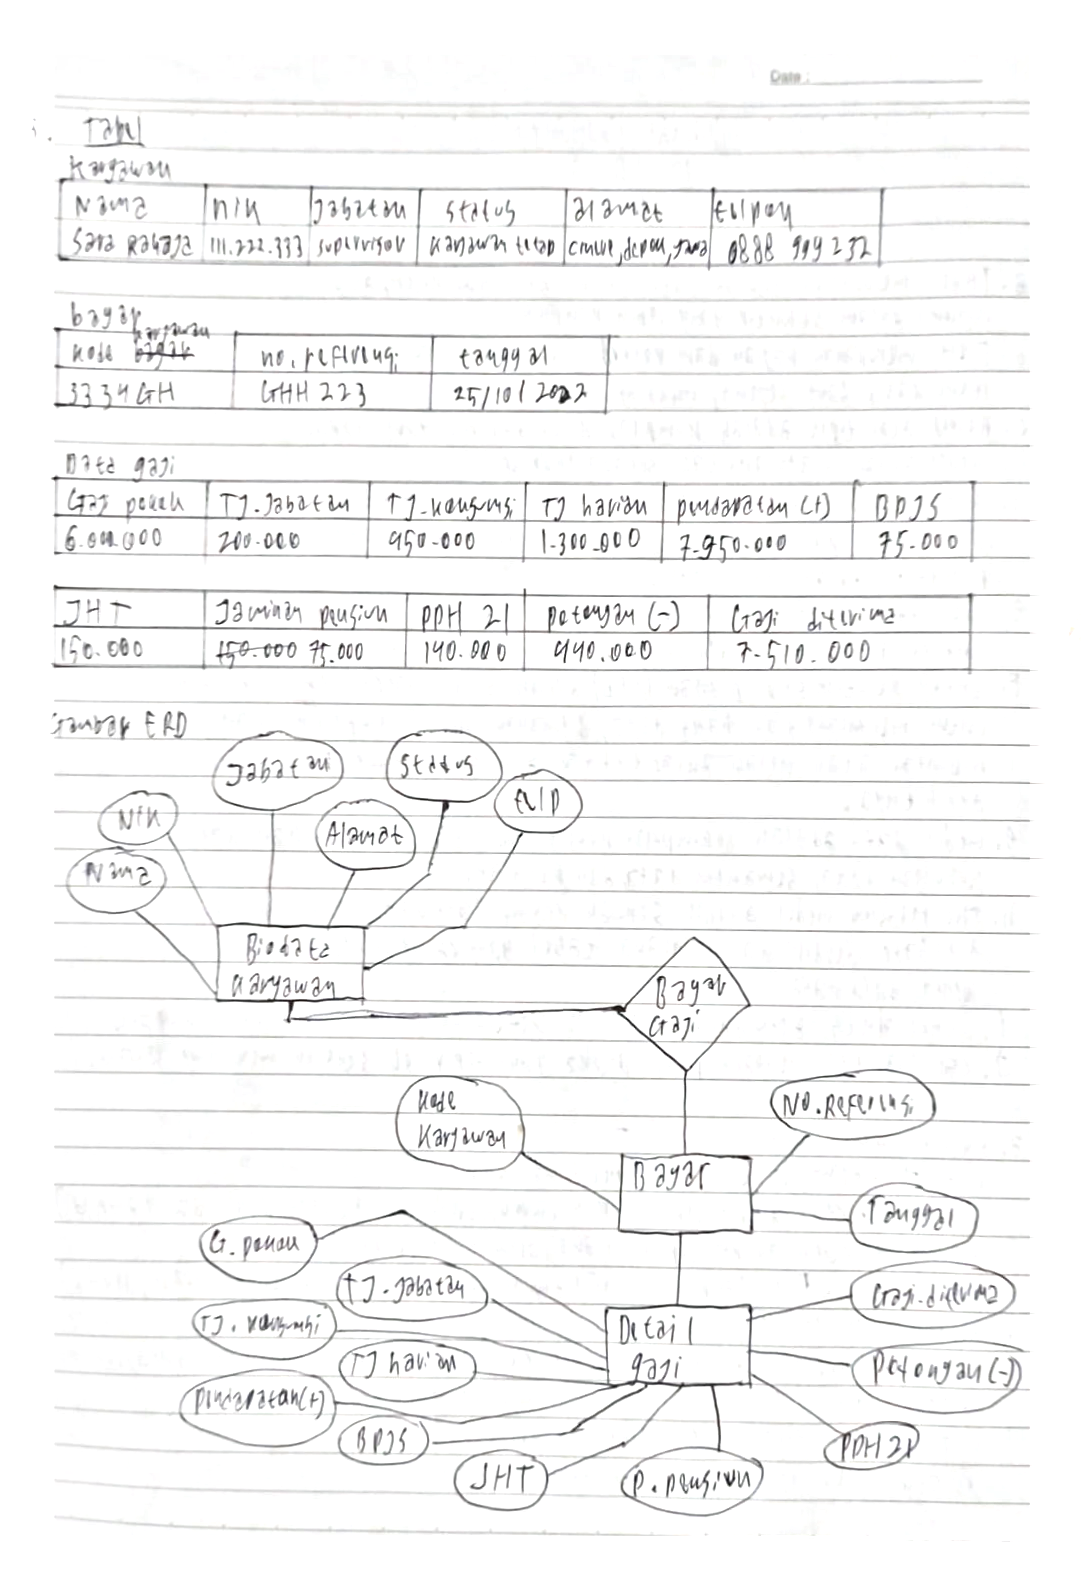 Date :
Tabel
Karyawan
Nama NIK Jabatan Status alamat telpon
Sara Rahaja 111.222.333 supervisor karyawan tetap cinere, depok, Jawa 0888 999 232
bayar
karyawan
kode bayar no. referensi tanggal
3334GH GHH 223 25/10/2022
Data gaji
Gaji pokok TJ.Jabatan TJ.konsumsi TJ harian pendapatan (+) BPJS
6.000.000 200.000 950.000 1.300.000 7.950.000 75.000
JHT Jaminan pensiun PPH 21 potongan (-) Gaji diterima
150.000 150.000 75.000 140.000 440.000 7.510.000
Gambar ERD
Jabatan Status
NIK Alamat telp
Nama
Biodata
karyawan
Bayar
Gaji
Kode
Karyawan
No.Referensi
Bayar
Tanggal
G.pokok
TJ.Jabatan Gaji.diterima
TJ.konsumsi Detail
gaji
TJ harian Potongan(-)
pendapatan(+)
BPJS PPH 21
JHT P.pensiun